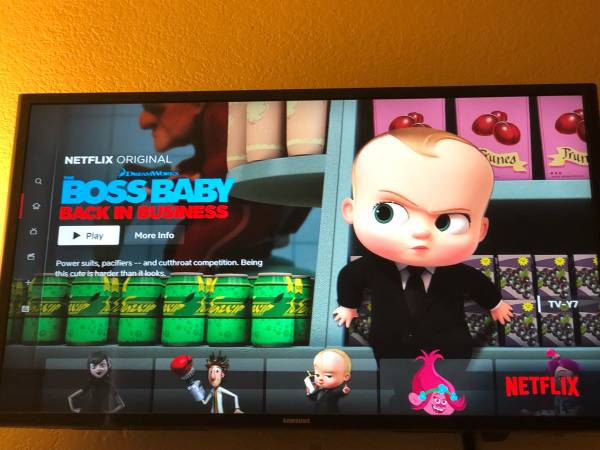 NETFLIX ORIGINAL
DREAMWORKS
THE
BOSS BABY
BACK IN BUSINESS
Play
More Info
Power suits, pacifiers -- and cutthroat competition. Being
this cute is harder than it looks.
TV-Y7
Prunes
NETFLIX
SAMSUNG